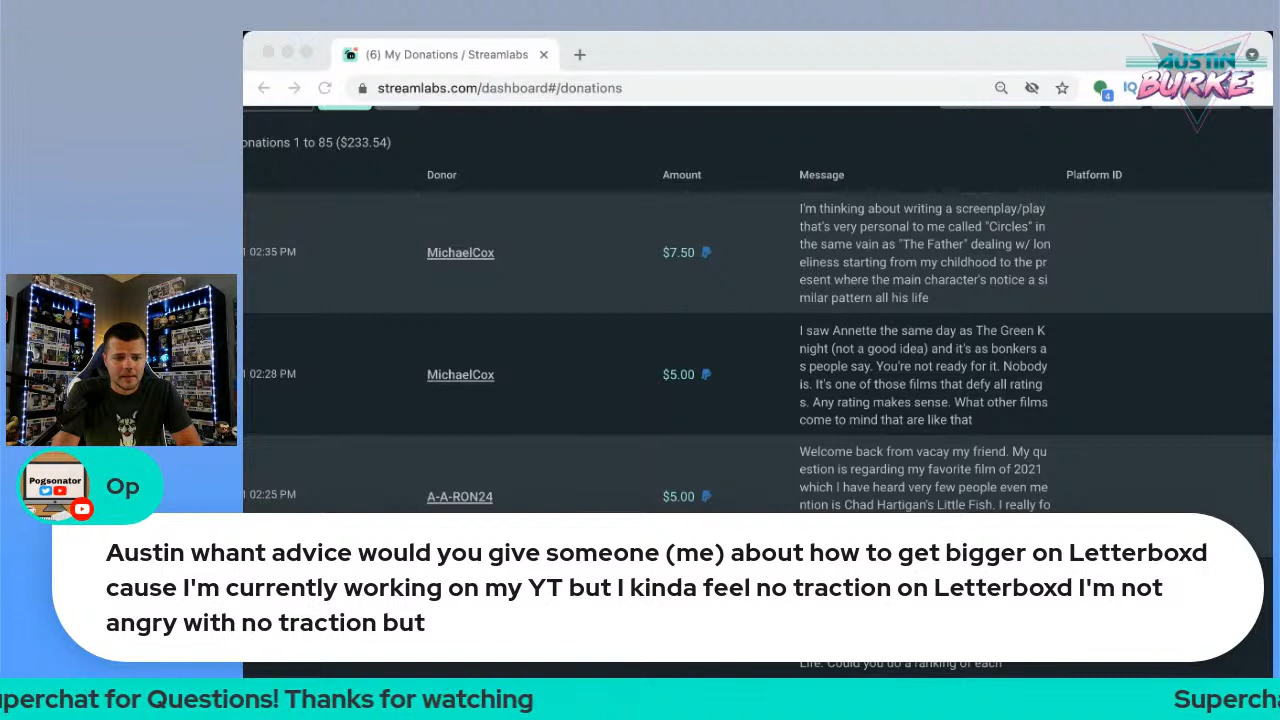 (6) My Donations / Streamlabs
streamlabs.com/dashboard#/donations
4
IQ
AUSTIN
BURKE
onations 1 to 85 ($233.54)
Donor
Amount
Message
Platform ID
1 02:35 PM
MichaelCox
$7.50
I'm thinking about writing a screenplay/play
that's very personal to me called "Circles" in
the same vain as "The Father" dealing w/ lon
eliness starting from my childhood to the pr
esent where the main character's notice a si
milar pattern all his life
1 02:28 PM
MichaelCox
$5.00
I saw Annette the same day as The Green K
night (not a good idea) and it's as bonkers a
s people say. You're not ready for it. Nobody
is. It's one of those films that defy all rating
s. Any rating makes sense. What other films
come to mind that are like that
1 02:25 PM
A-A-RON24
$5.00
Welcome back from vacay my friend. My qu
estion is regarding my favorite film of 2021
which I have heard very few people even me
ntion is Chad Hartigan's Little Fish. I really fo
Pogsonator
Op
Austin whant advice would you give someone (me) about how to get bigger on Letterboxd
cause I'm currently working on my YT but I kinda feel no traction on Letterboxd I'm not
angry with no traction but
Life. Could you do a ranking of each
uperchat for Questions! Thanks for watching
Supercha